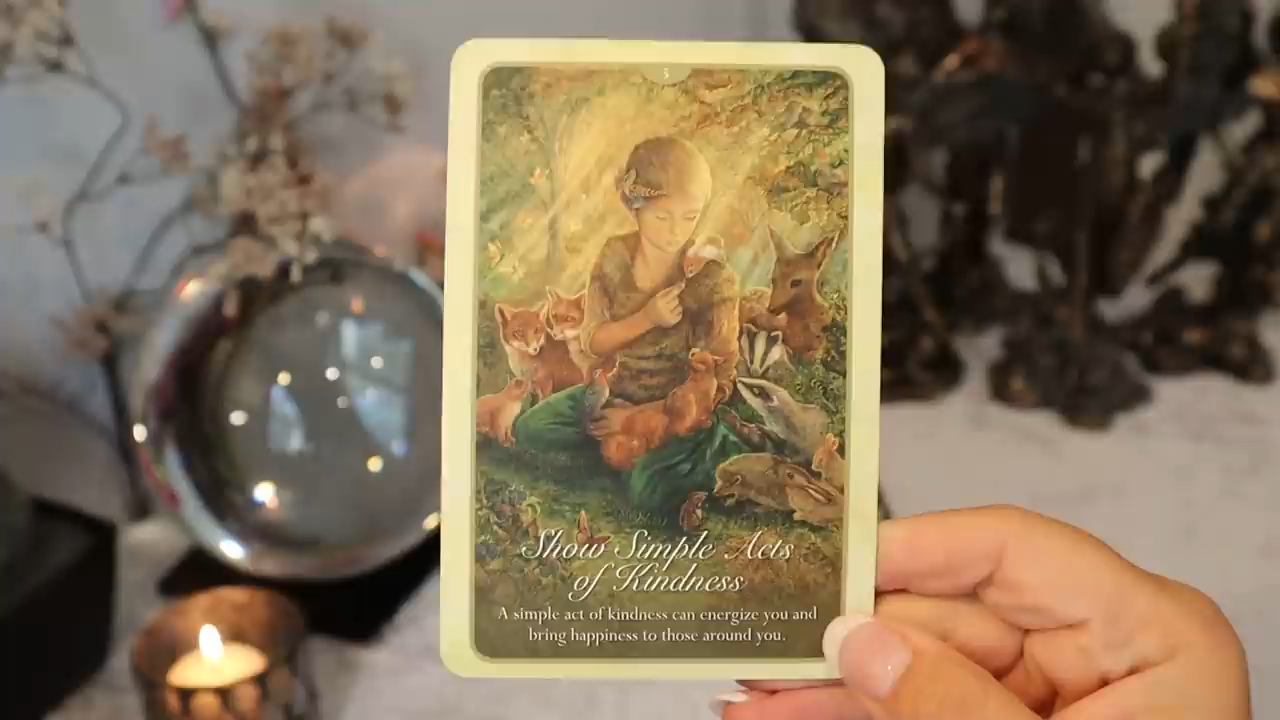 3
Show Simple Acts
of Kindness
A simple act of kindness can energize you and
bring happiness to those around you.